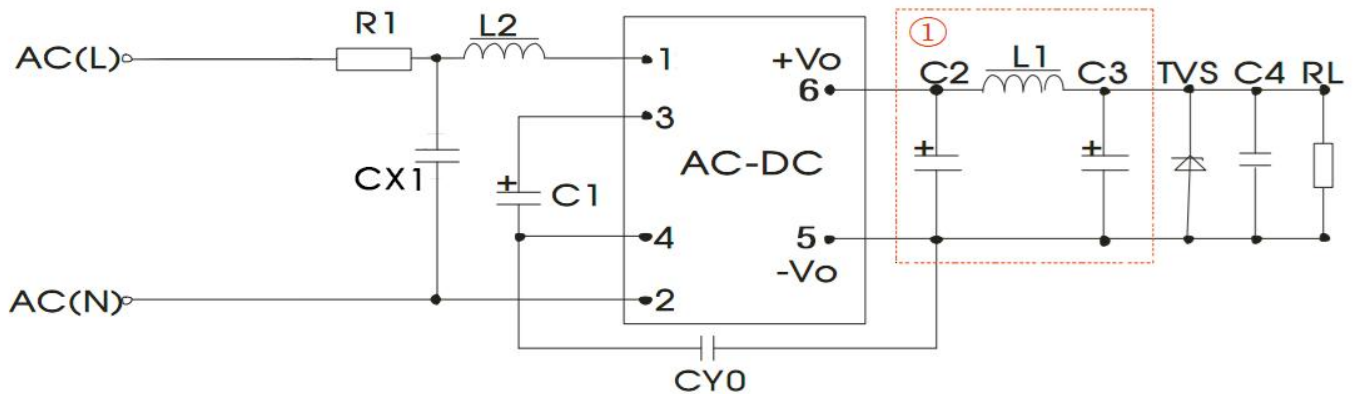 ①
R1 L2 L1
AC(L) 1 +Vo C2 C3 TVS C4 RL
6
3
AC-DC
CX1 + C1 + +
4 5
-Vo
AC(N) 2
CY0